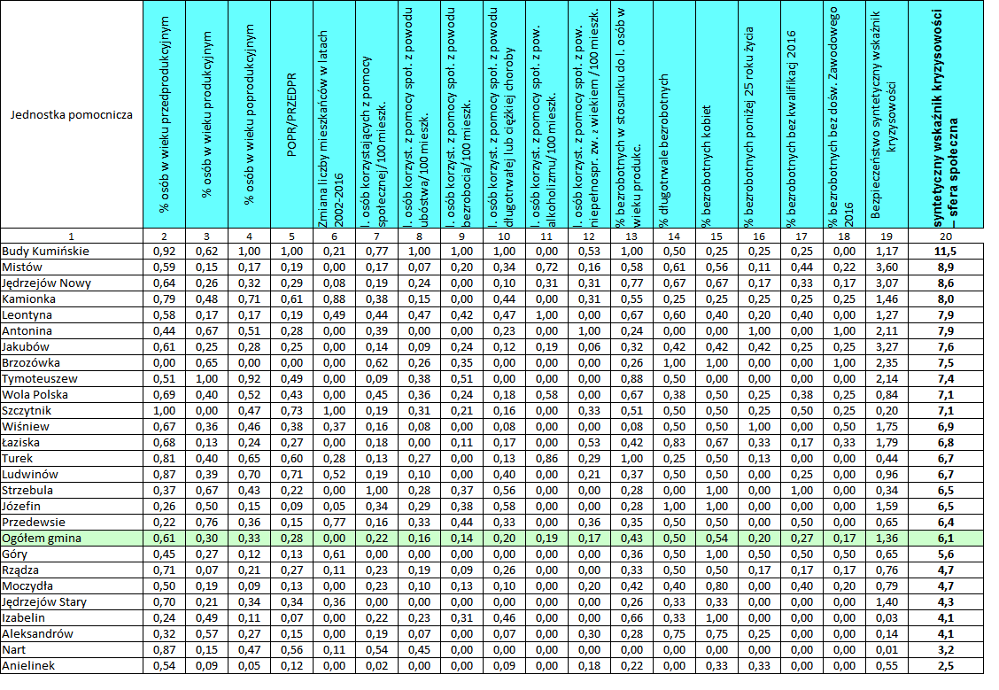 Jednostka pomocnicza
% osób w wieku przedprodukcyjnym
% osób w wieku produkcyjnym
% osób w wieku poprodukcyjnym
POPR/PRZEDPR
Zmiana liczby mieszkańców w latach
2002-2016
l. osób korzystających z pomocy
społecznej/100 mieszk.
l. osób korzyst. z pomocy społ. z powodu
ubóstwa/100 mieszk.
l. osób korzyst. z pomocy społ. z powodu
bezrobocia/100 mieszk.
l. osób korzyst. z pomocy społ. z powodu
długotrwałej lub ciężkiej choroby
l. osób korzyst. z pomocy społ. z pow.
alkoholizmu/100 mieszk.
l. osób korzyst. z pomocy społ. z pow.
niepełnospr. zw. z wiekiem /100 mieszk.
% bezrobotnych w stosunku do l. osób w
wieku produkc.
% długotrwale bezrobotnych
% bezrobotnych kobiet
% bezrobotnych poniżej 25 roku życia
% bezrobotnych bez kwalifikacj 2016
% bezrobotnych bez dośw. Zawodowego
2016
Bezpieczeństwo syntetyczny wskaźnik
kryzysowości
syntetyczny wskaźnik kryzysowości
– sfera społeczna
1 2 3 4 5 6 7 8 9 10 11 12 13 14 15 16 17 18 19 20
Budy Kumińskie 0,92 0,62 1,00 1,00 0,21 0,77 1,00 1,00 1,00 0,00 0,53 1,00 0,50 0,25 0,25 0,25 0,00 1,17 11,5
Mistów 0,59 0,15 0,17 0,19 0,00 0,17 0,07 0,20 0,34 0,72 0,16 0,58 0,61 0,56 0,11 0,44 0,22 3,60 8,9
Jędrzejów Nowy 0,64 0,26 0,32 0,29 0,08 0,19 0,24 0,00 0,10 0,31 0,31 0,77 0,67 0,67 0,17 0,33 0,17 3,07 8,6
Kamionka 0,79 0,48 0,71 0,61 0,88 0,38 0,15 0,00 0,44 0,00 0,31 0,55 0,25 0,25 0,25 0,25 0,25 1,46 8,0
Leontyna 0,58 0,17 0,17 0,19 0,49 0,44 0,47 0,42 0,47 1,00 0,00 0,67 0,60 0,40 0,20 0,40 0,00 1,27 7,9
Antonina 0,44 0,67 0,51 0,28 0,00 0,39 0,00 0,00 0,23 0,00 1,00 0,24 0,00 0,00 1,00 0,00 1,00 2,11 7,9
Jakubów 0,61 0,25 0,28 0,25 0,00 0,14 0,09 0,24 0,12 0,19 0,06 0,32 0,42 0,42 0,42 0,25 0,25 3,27 7,6
Brzozówka 0,00 0,65 0,00 0,00 0,00 0,62 0,26 0,35 0,00 0,00 0,00 0,26 1,00 1,00 0,00 0,00 1,00 2,35 7,5
Tymoteuszew 0,51 1,00 0,92 0,49 0,00 0,09 0,38 0,51 0,00 0,00 0,00 0,88 0,50 0,00 0,00 0,00 0,00 2,14 7,4
Wola Polska 0,69 0,40 0,52 0,43 0,00 0,45 0,36 0,24 0,18 0,58 0,00 0,67 0,38 0,50 0,25 0,38 0,25 0,84 7,1
Szczytnik 1,00 0,00 0,47 0,73 1,00 0,19 0,31 0,21 0,16 0,00 0,33 0,51 0,50 0,50 0,25 0,50 0,25 0,20 7,1
Wiśniew 0,67 0,36 0,46 0,38 0,37 0,16 0,08 0,00 0,08 0,00 0,00 0,08 0,50 0,50 1,00 0,00 0,50 1,75 6,9
Łaziska 0,68 0,13 0,24 0,27 0,00 0,18 0,00 0,11 0,17 0,00 0,53 0,42 0,83 0,67 0,33 0,17 0,33 1,79 6,8
Turek 0,81 0,40 0,65 0,60 0,28 0,13 0,27 0,00 0,13 0,86 0,29 1,00 0,25 0,50 0,13 0,00 0,00 0,44 6,7
Ludwinów 0,87 0,39 0,70 0,71 0,52 0,19 0,10 0,00 0,40 0,00 0,21 0,37 0,50 0,50 0,00 0,25 0,00 0,96 6,7
Strzebula 0,37 0,67 0,43 0,22 0,00 1,00 0,28 0,37 0,56 0,00 0,00 0,28 0,00 1,00 0,00 1,00 0,00 0,34 6,5
Józefin 0,26 0,50 0,15 0,09 0,05 0,34 0,29 0,38 0,58 0,00 0,00 0,28 1,00 1,00 0,00 0,00 0,00 1,59 6,5
Przedewsie 0,22 0,76 0,36 0,15 0,77 0,16 0,33 0,44 0,33 0,00 0,36 0,35 0,50 0,50 0,50 0,00 0,00 0,65 6,4
Ogółem gmina 0,61 0,30 0,33 0,28 0,00 0,22 0,16 0,14 0,20 0,19 0,17 0,43 0,50 0,54 0,20 0,27 0,17 1,36 6,1
Góry 0,45 0,27 0,12 0,13 0,61 0,00 0,00 0,00 0,00 0,00 0,00 0,36 0,50 1,00 0,50 0,50 0,50 0,65 5,6
Rządza 0,71 0,07 0,21 0,27 0,11 0,23 0,19 0,09 0,26 0,00 0,00 0,33 0,50 0,50 0,17 0,17 0,17 0,76 4,7
Moczydła 0,50 0,19 0,09 0,13 0,00 0,23 0,10 0,13 0,10 0,00 0,20 0,42 0,40 0,80 0,00 0,40 0,20 0,79 4,7
Jędrzejów Stary 0,70 0,21 0,34 0,34 0,36 0,00 0,00 0,00 0,00 0,00 0,00 0,26 0,33 0,33 0,00 0,00 0,00 1,40 4,3
Izabelin 0,24 0,49 0,11 0,07 0,00 0,22 0,23 0,31 0,46 0,00 0,00 0,66 0,33 1,00 0,00 0,00 0,00 0,03 4,1
Aleksandrów 0,32 0,57 0,27 0,15 0,00 0,19 0,07 0,00 0,07 0,00 0,30 0,28 0,75 0,75 0,25 0,00 0,00 0,14 4,1
Nart 0,87 0,15 0,47 0,56 0,11 0,54 0,45 0,00 0,00 0,00 0,00 0,00 0,00 0,00 0,00 0,00 0,00 0,01 3,2
Anielinek 0,54 0,09 0,05 0,12 0,00 0,02 0,00 0,00 0,09 0,00 0,18 0,22 0,00 0,33 0,33 0,00 0,00 0,55 2,5